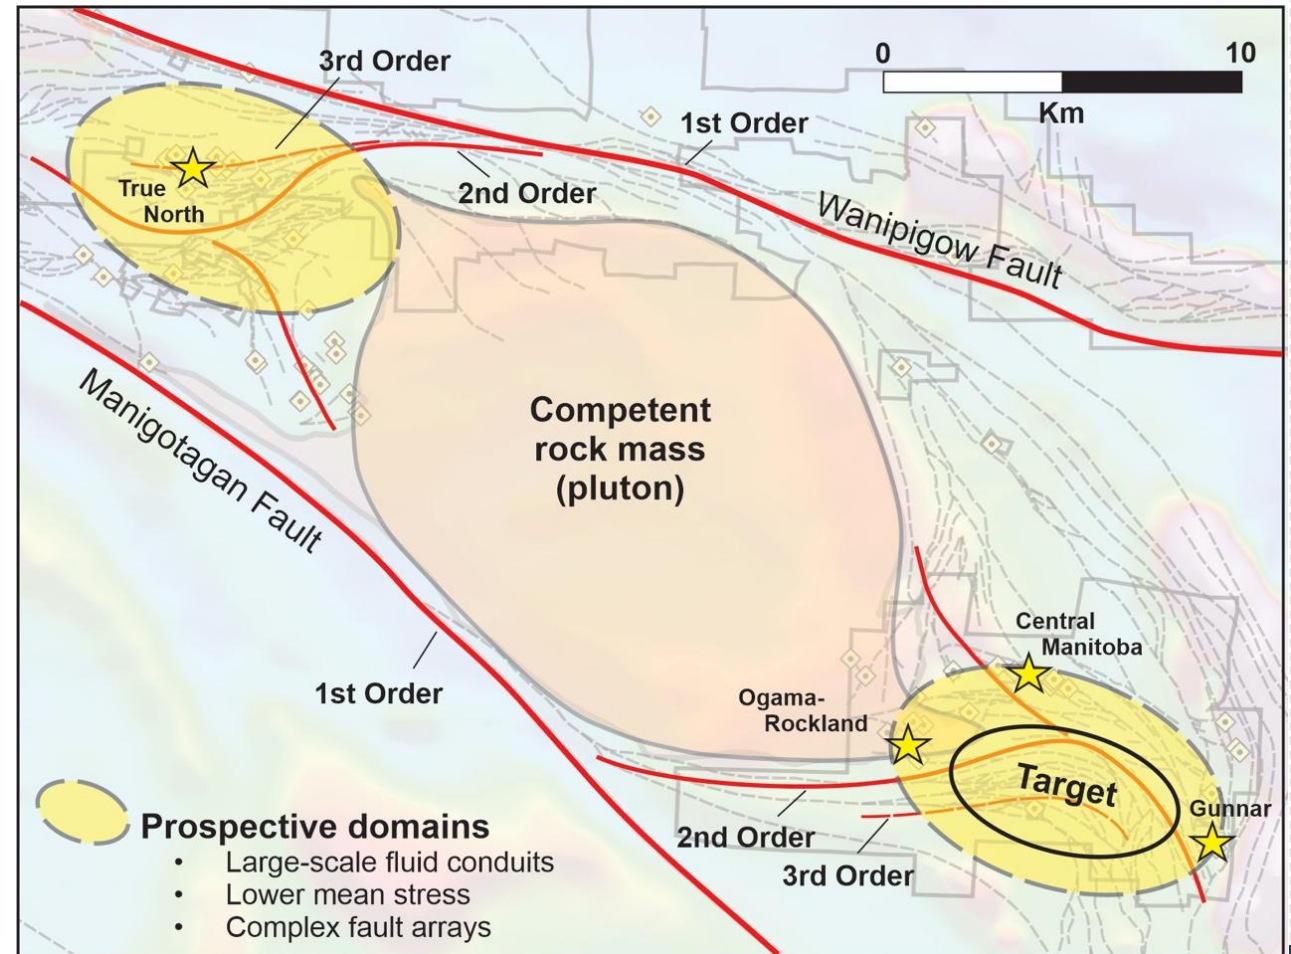 3rd Order
0 10
Km
1st Order
True
North
2nd Order
Wanipigow Fault
Competent
rock mass
(pluton)
Manigotagan Fault
Central
Manitoba
1st Order
Ogama-
Rockland
Target
Gunnar
2nd Order
3rd Order
Prospective domains
• Large-scale fluid conduits
• Lower mean stress
• Complex fault arrays